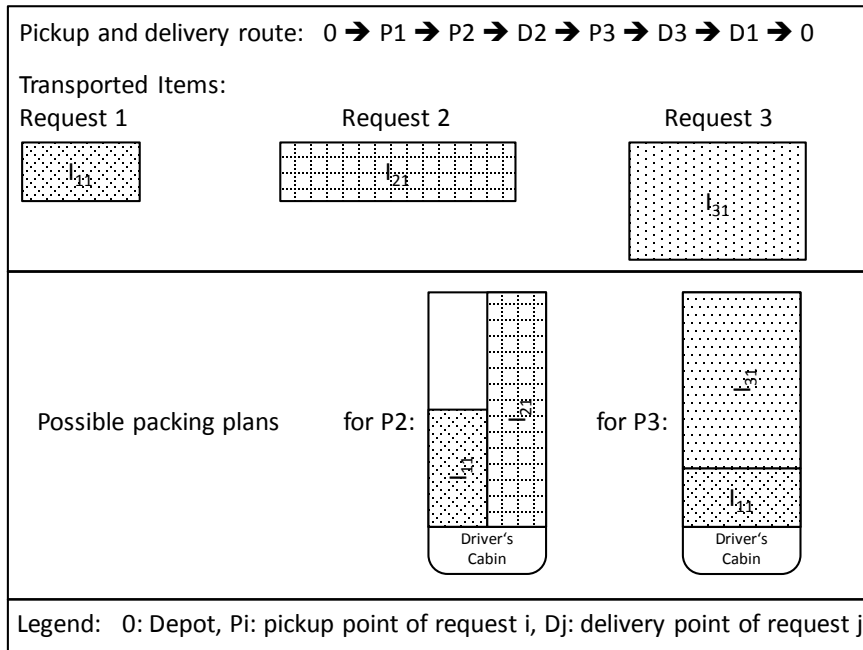 Pickup and delivery route: 0 ➔ P1 ➔ P2 ➔ D2 ➔ P3 ➔ D3 ➔ D1 ➔ 0
Transported Items:
Request 1 Request 2 Request 3
I11 I21 I31
Possible packing plans for P2: for P3:
I11 I21 I31 I11
Driver‘s Driver‘s
Cabin Cabin
Legend: 0: Depot, Pi: pickup point of request i, Dj: delivery point of request j